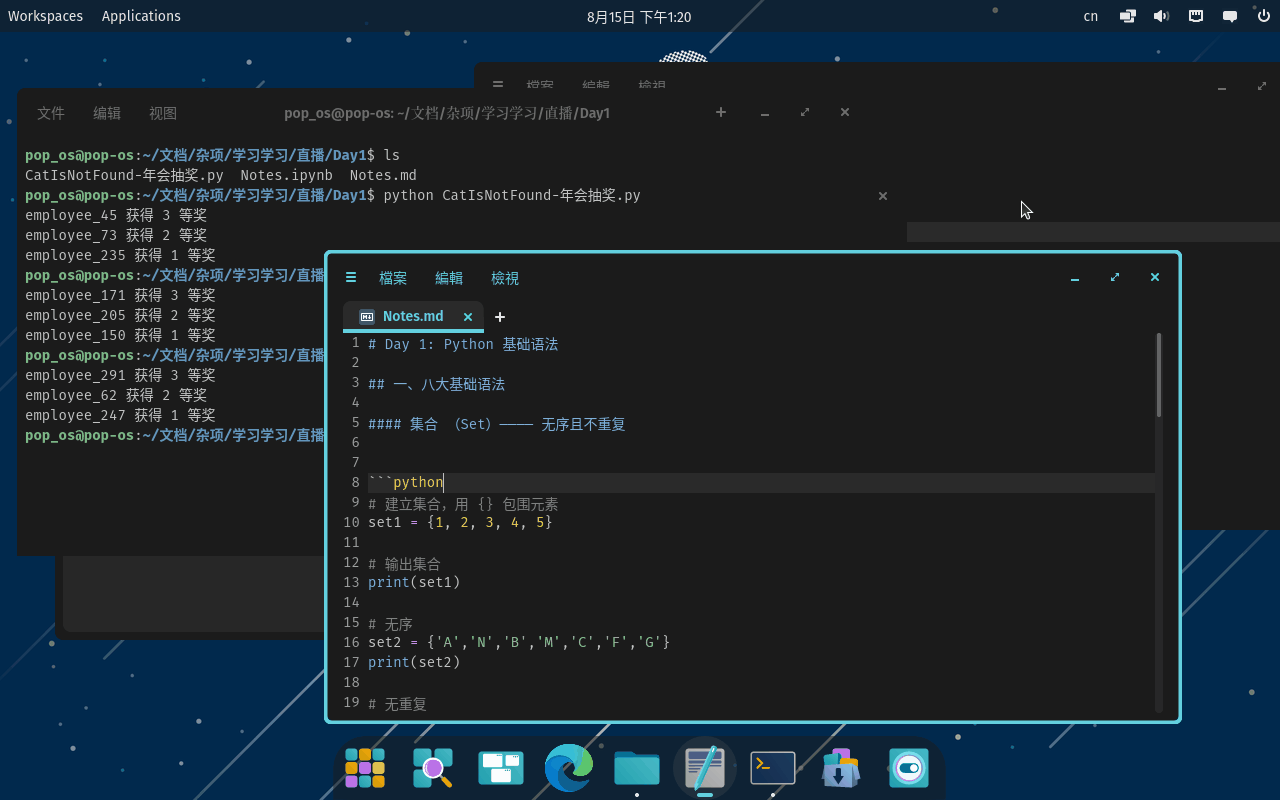 Workspaces Applications 8月15日 下午1:20 cn
檔案 編輯 檢視
文件 编辑 视图 pop_os@pop-os: ~/文档/杂项/学习学习/直播/Day1
pop_os@pop-os:~/文档/杂项/学习学习/直播/Day1$ ls
CatIsNotFound-年会抽奖.py Notes.ipynb Notes.md
pop_os@pop-os:~/文档/杂项/学习学习/直播/Day1$ python CatIsNotFound-年会抽奖.py
employee_45 获得 3 等奖
employee_73 获得 2 等奖
employee_235 获得 1 等奖
pop_os@pop-os:~/文档/杂项/学习学习/直播
employee_171 获得 3 等奖
employee_205 获得 2 等奖
employee_150 获得 1 等奖
pop_os@pop-os:~/文档/杂项/学习学习/直播
employee_291 获得 3 等奖
employee_62 获得 2 等奖
employee_247 获得 1 等奖
pop_os@pop-os:~/文档/杂项/学习学习/直播
檔案 編輯 檢視
Notes.md
1 # Day 1: Python 基础语法
2
3 ## 一、八大基础语法
4
5 #### 集合 （Set）———— 无序且不重复
6
7
8 ```python
9 # 建立集合，用 {} 包围元素
10 set1 = {1, 2, 3, 4, 5}
11
12 # 输出集合
13 print(set1)
14
15 # 无序
16 set2 = {'A','N','B','M','C','F','G'}
17 print(set2)
18
19 # 无重复